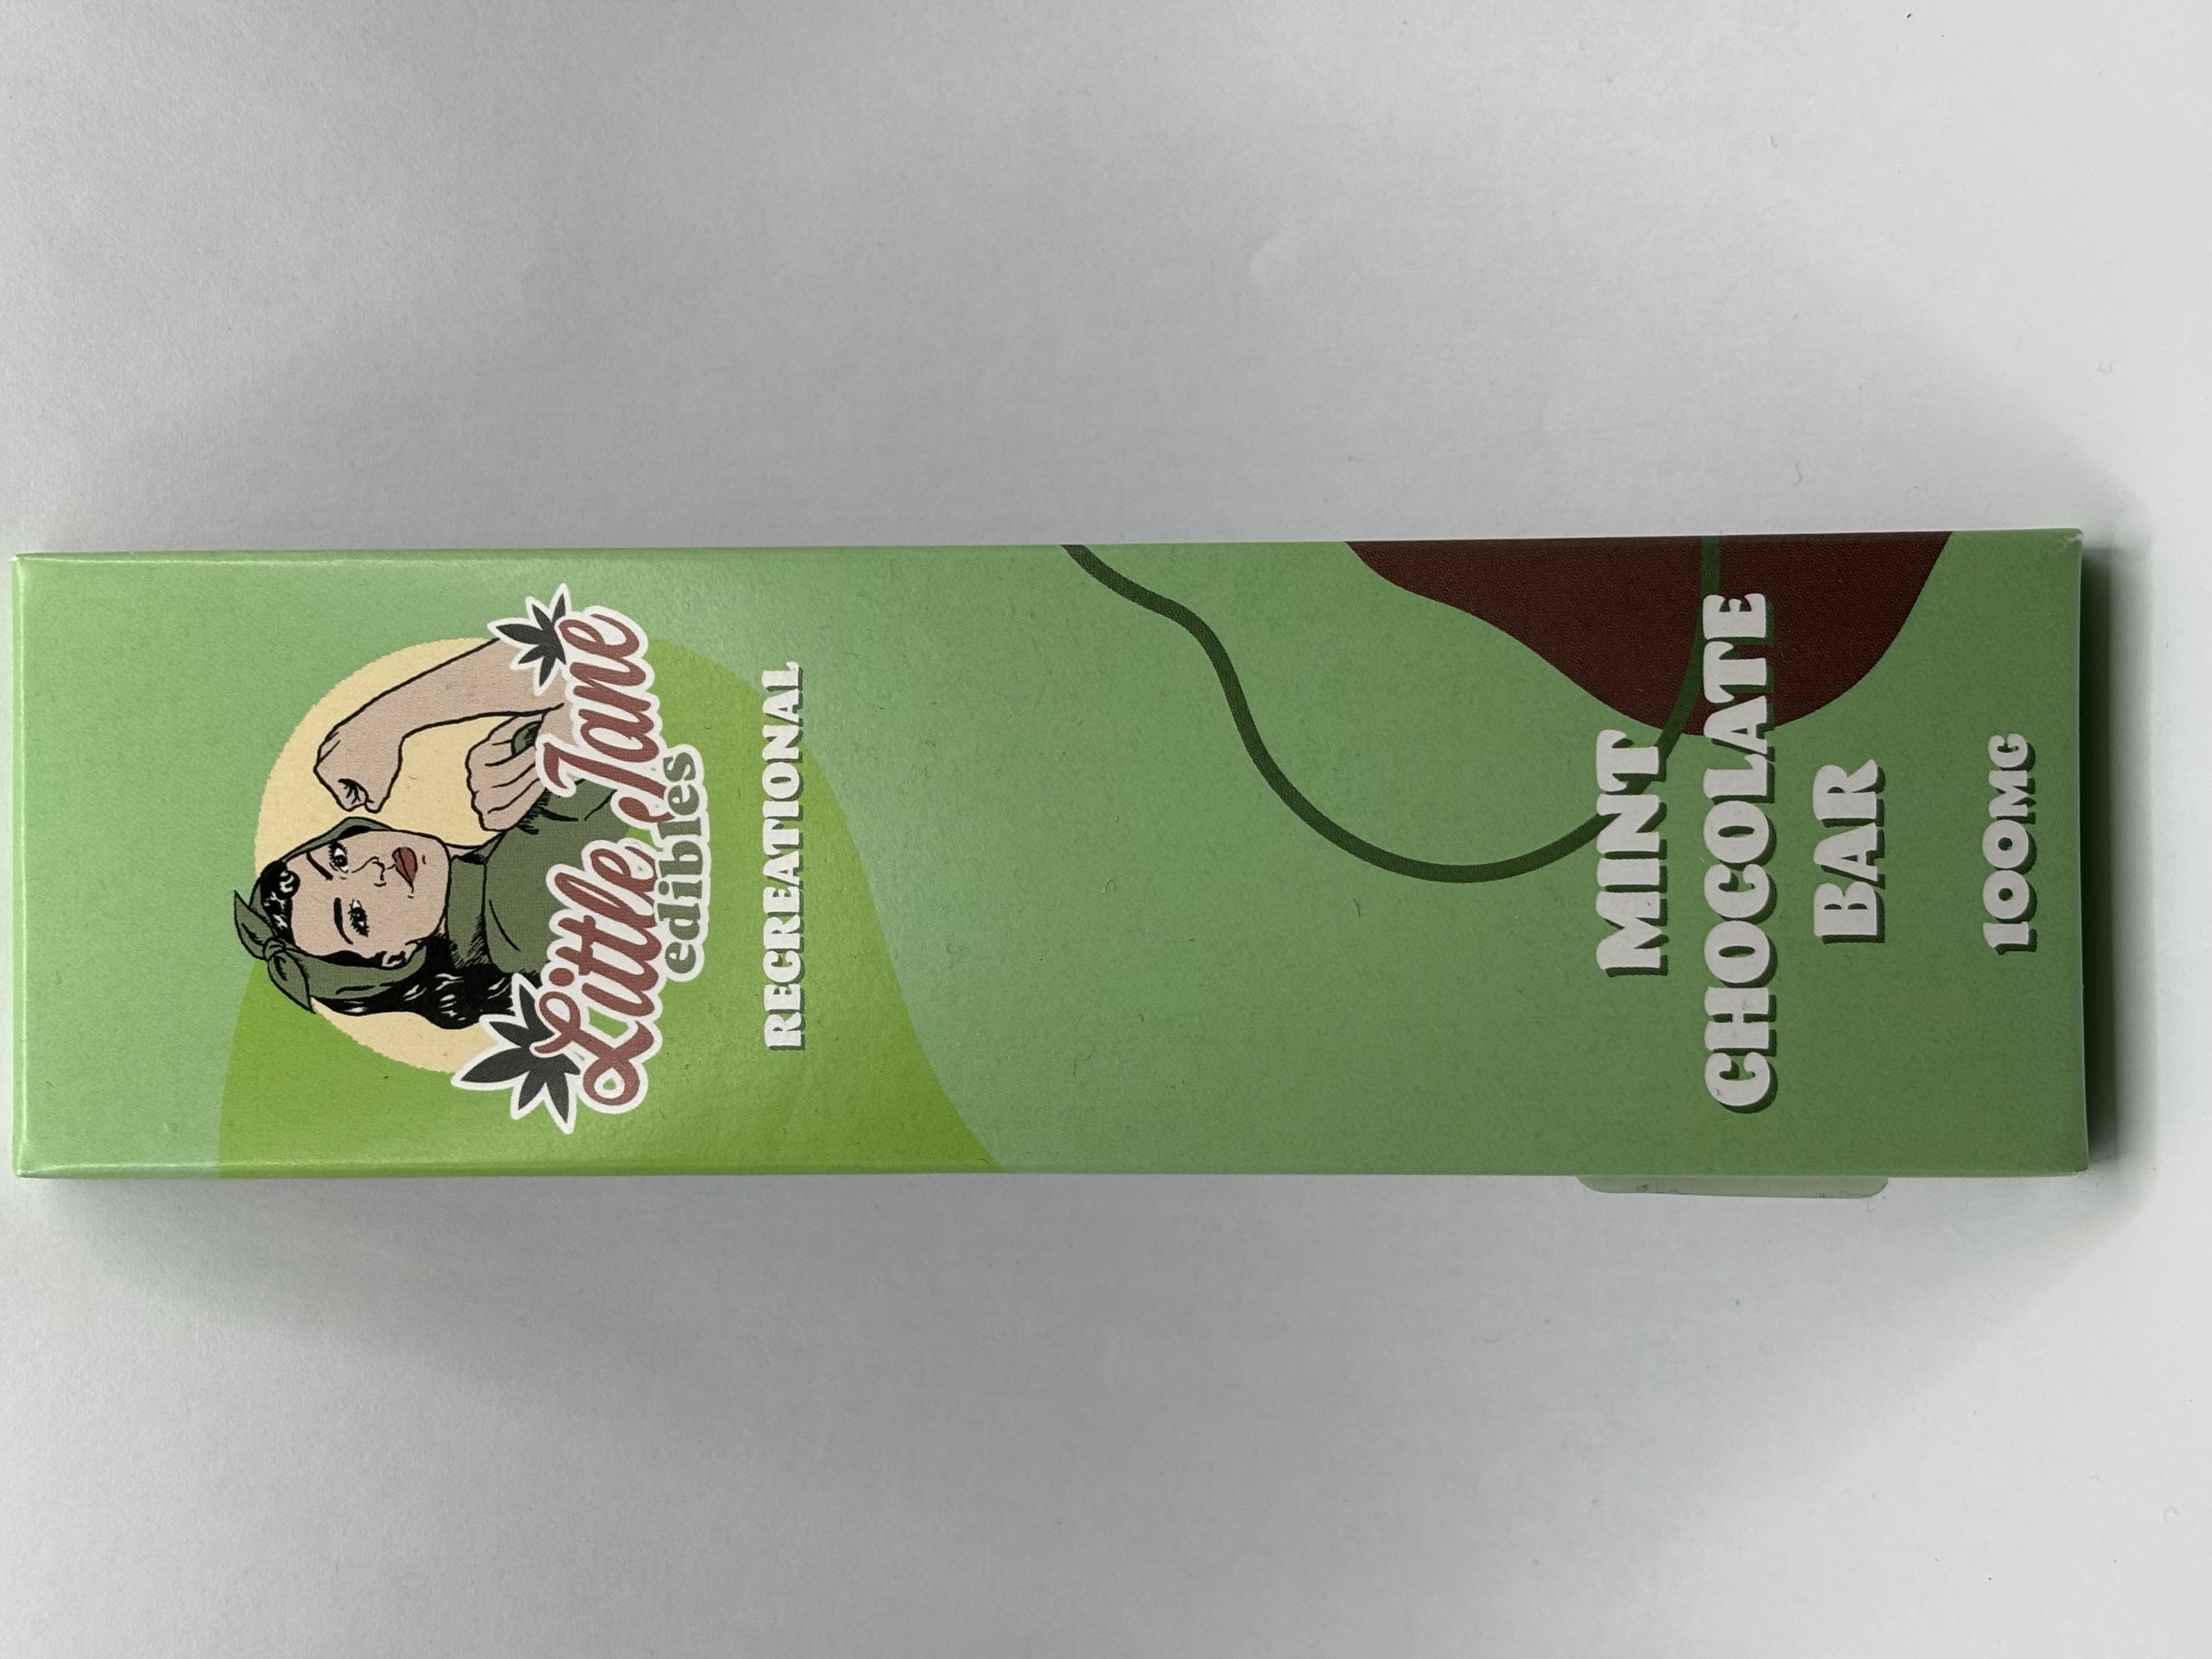 Little Jane
edibles
RECREATIONAL
MINT
CHOCOLATE
BAR
100MG